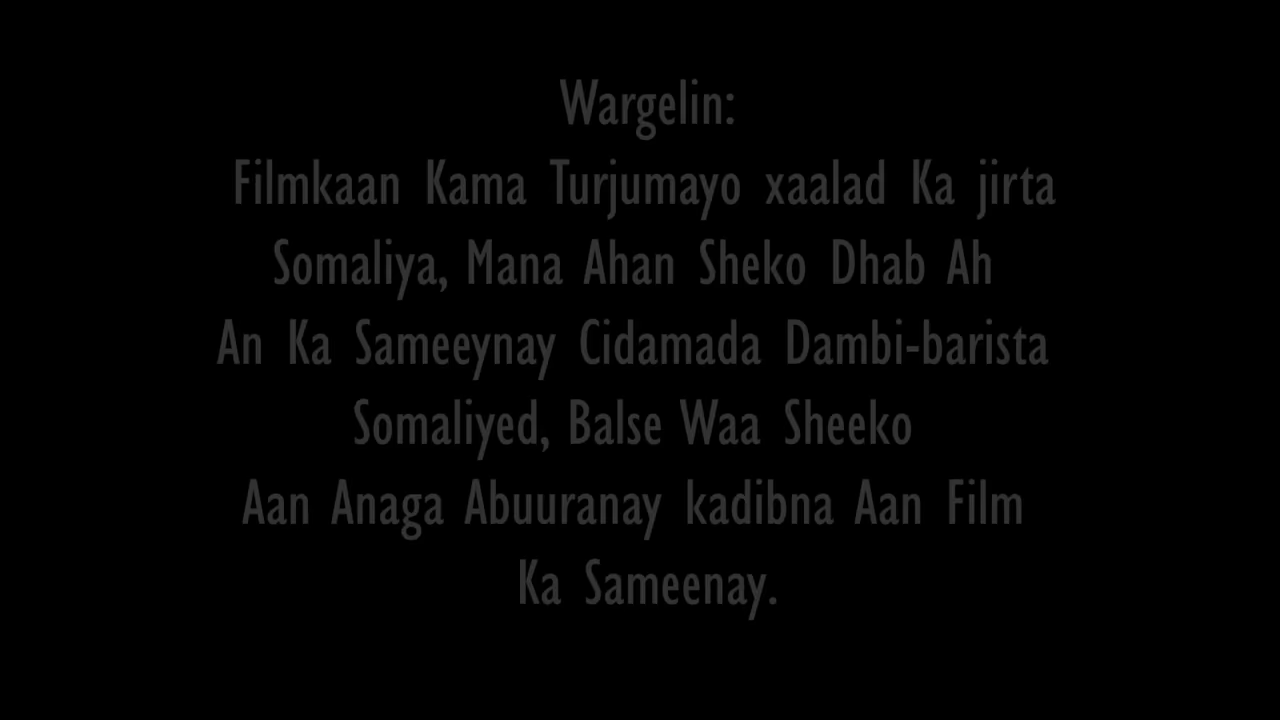 Wargelin:
Filmkaan Kama Turjumayo xaalad Ka jirta
Somaliya, Mana Ahan Sheko Dhab Ah
An Ka Sameeynay Cidamada Dambi-barista
Somaliyed, Balse Waa Sheeko
Aan Anaga Abuuranay kadibna Aan Film
Ka Sameenay.